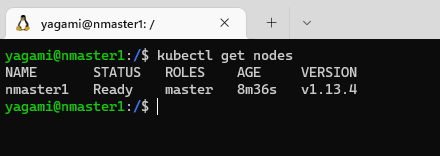 yagami@nmaster1: /
yagami@nmaster1:/$ kubectl get nodes
NAME       STATUS   ROLES    AGE     VERSION
nmaster1   Ready    master   8m36s   v1.13.4
yagami@nmaster1:/$